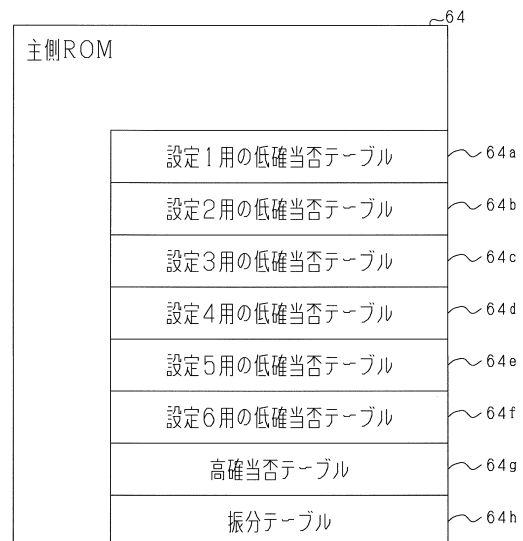 64
主側ROM
設定1用の低確当否テーブル 64a
設定2用の低確当否テーブル 64b
設定3用の低確当否テーブル 64c
設定4用の低確当否テーブル 64d
設定5用の低確当否テーブル 64e
設定6用の低確当否テーブル 64f
高確当否テーブル 64g
振分テーブル 64h